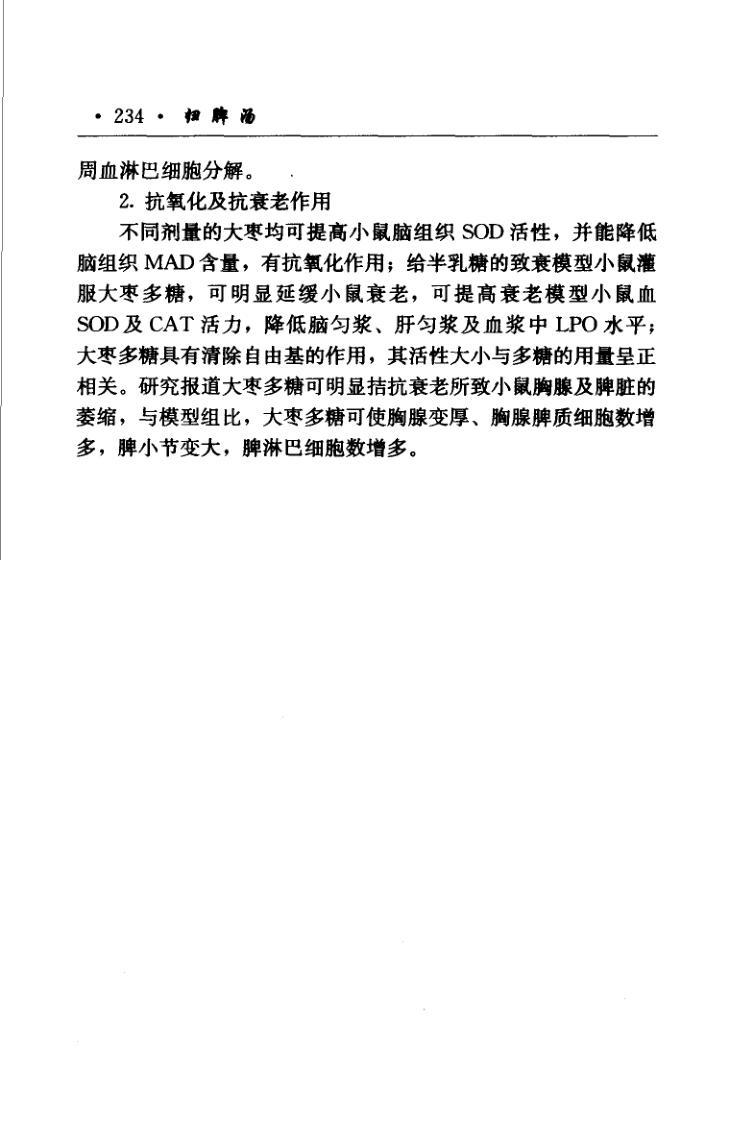 · 234 · 归脾汤
周血淋巴细胞分解。
2. 抗氧化及抗衰老作用
不同剂量的大枣均可提高小鼠脑组织 SOD 活性，并能降低
脑组织 MAD 含量，有抗氧化作用；给半乳糖的致衰模型小鼠灌
服大枣多糖，可明显延缓小鼠衰老，可提高衰老模型小鼠血
SOD 及 CAT 活力，降低脑匀浆、肝匀浆及血浆中 LPO 水平；
大枣多糖具有清除自由基的作用，其活性大小与多糖的用量呈正
相关。研究报道大枣多糖可明显拮抗衰老所致小鼠胸腺及脾脏的
萎缩，与模型组比，大枣多糖可使胸腺变厚、胸腺脾质细胞数增
多，脾小节变大，脾淋巴细胞数增多。